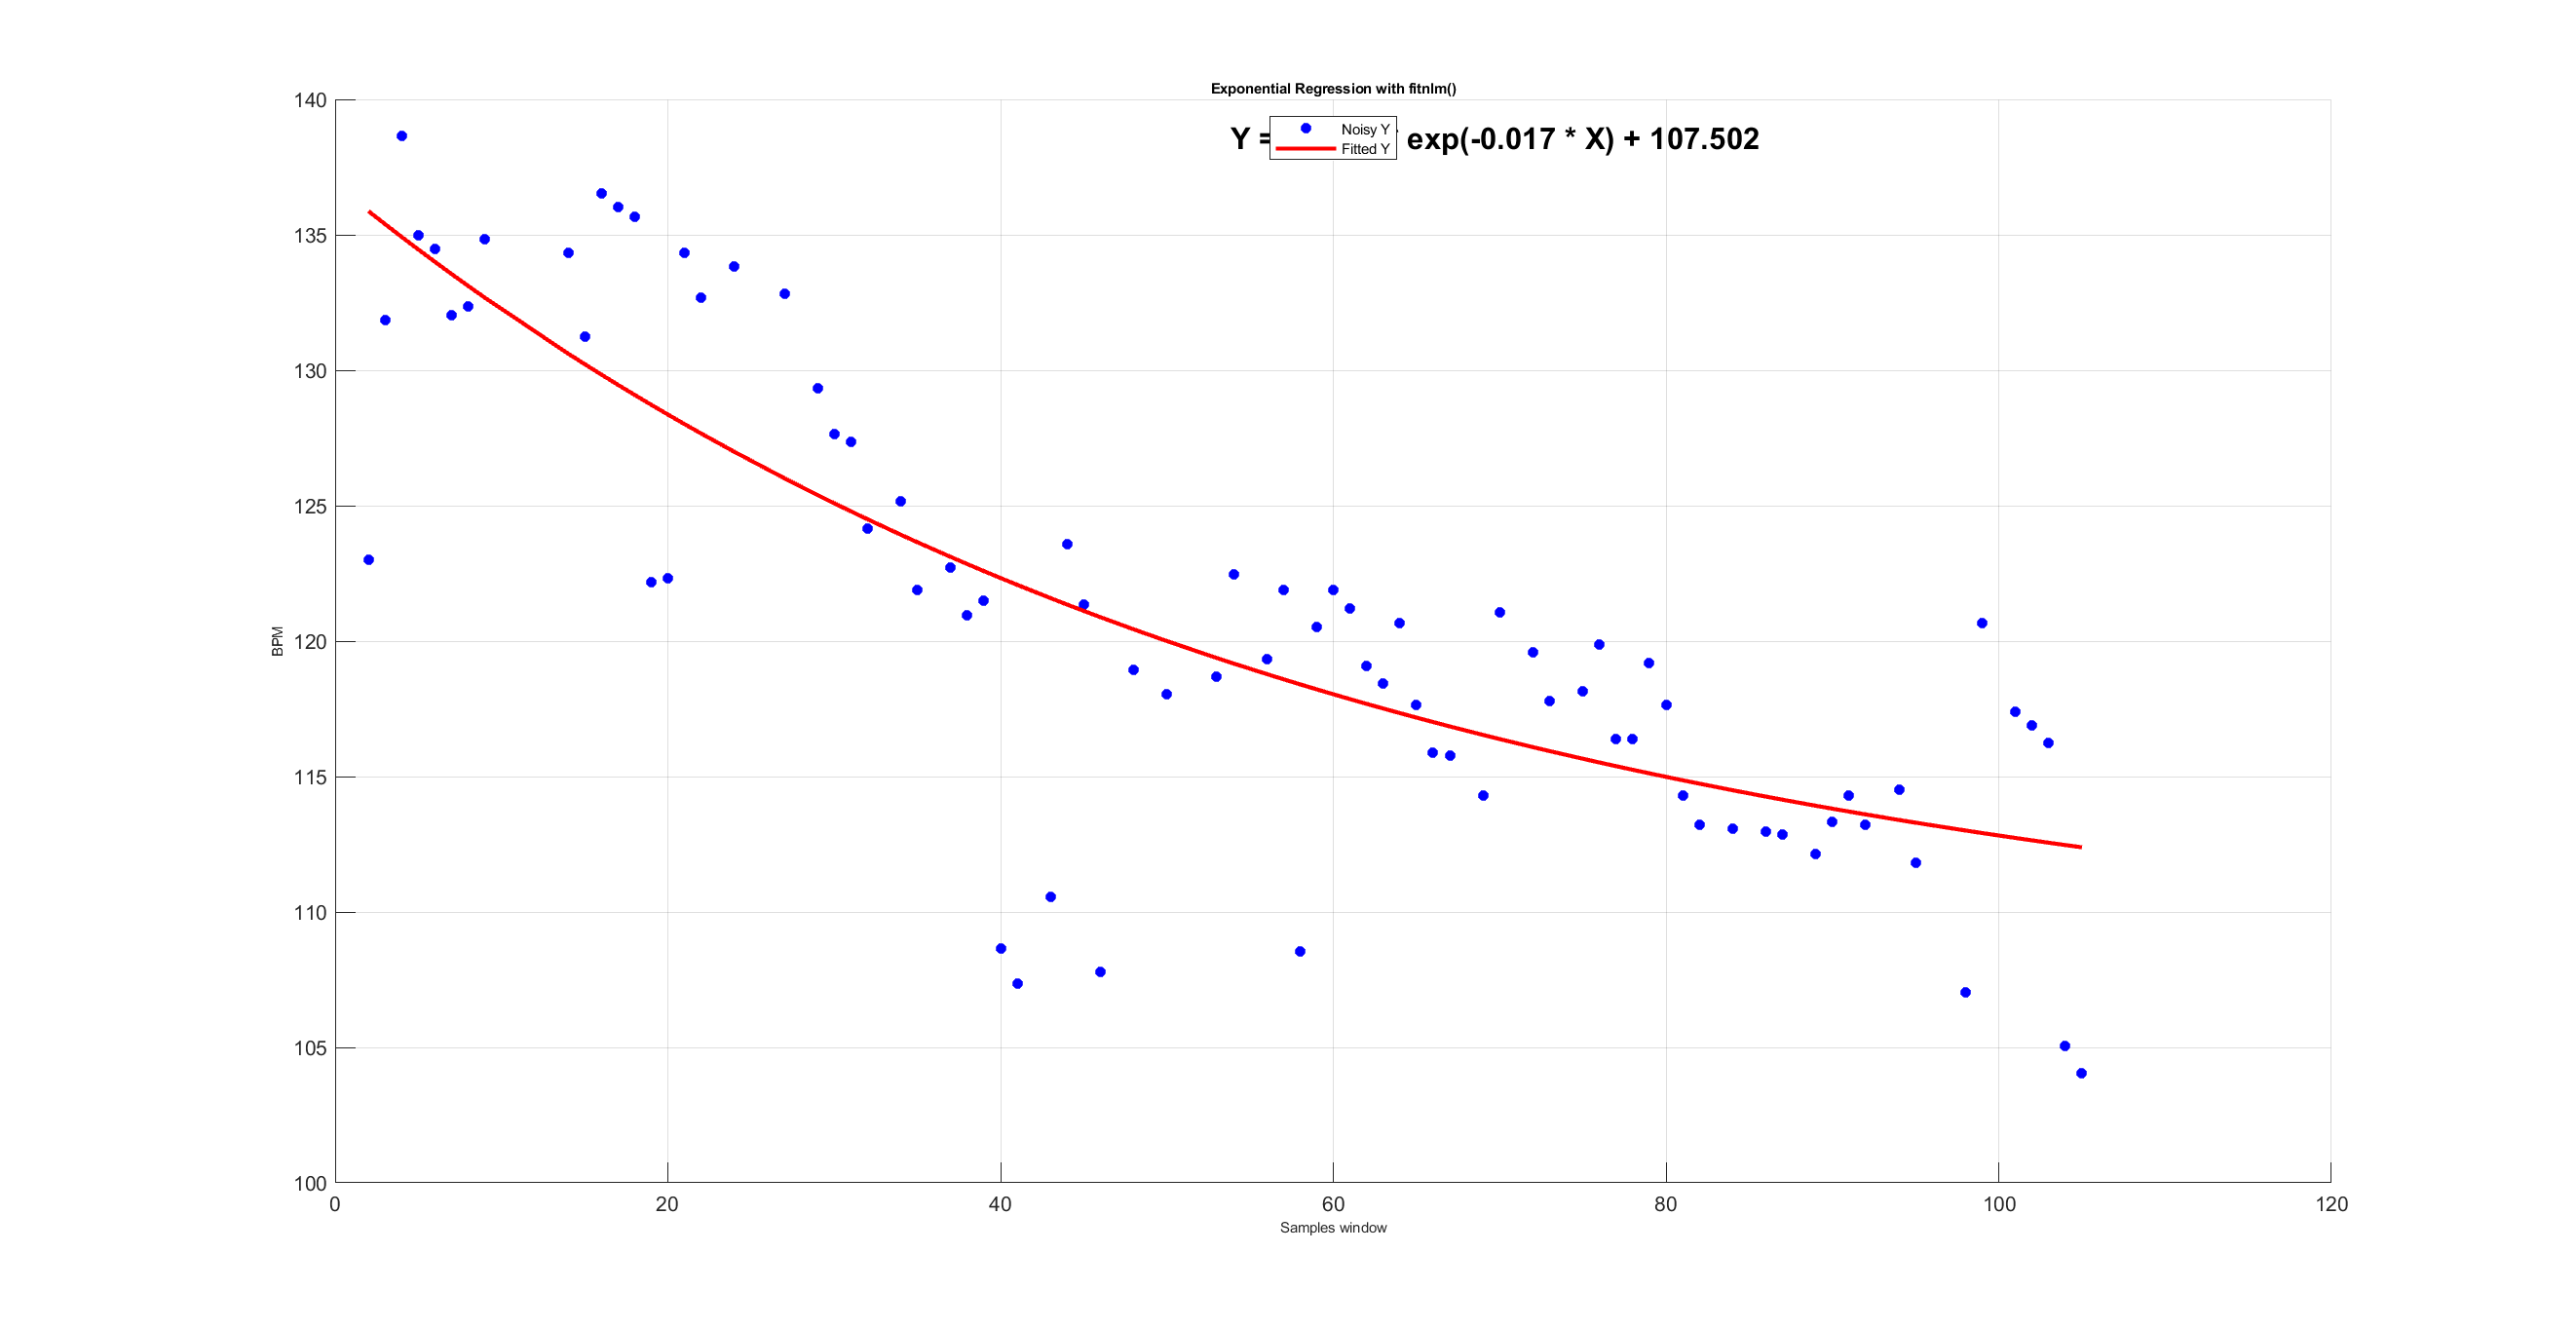 Exponential Regression with fitnlm()
Y = exp(-0.017 * X) + 107.502
Noisy Y
Fitted Y
140
135
130
125
120
115
110
105
100
BPM
0 20 40 60 80 100 120
Samples window